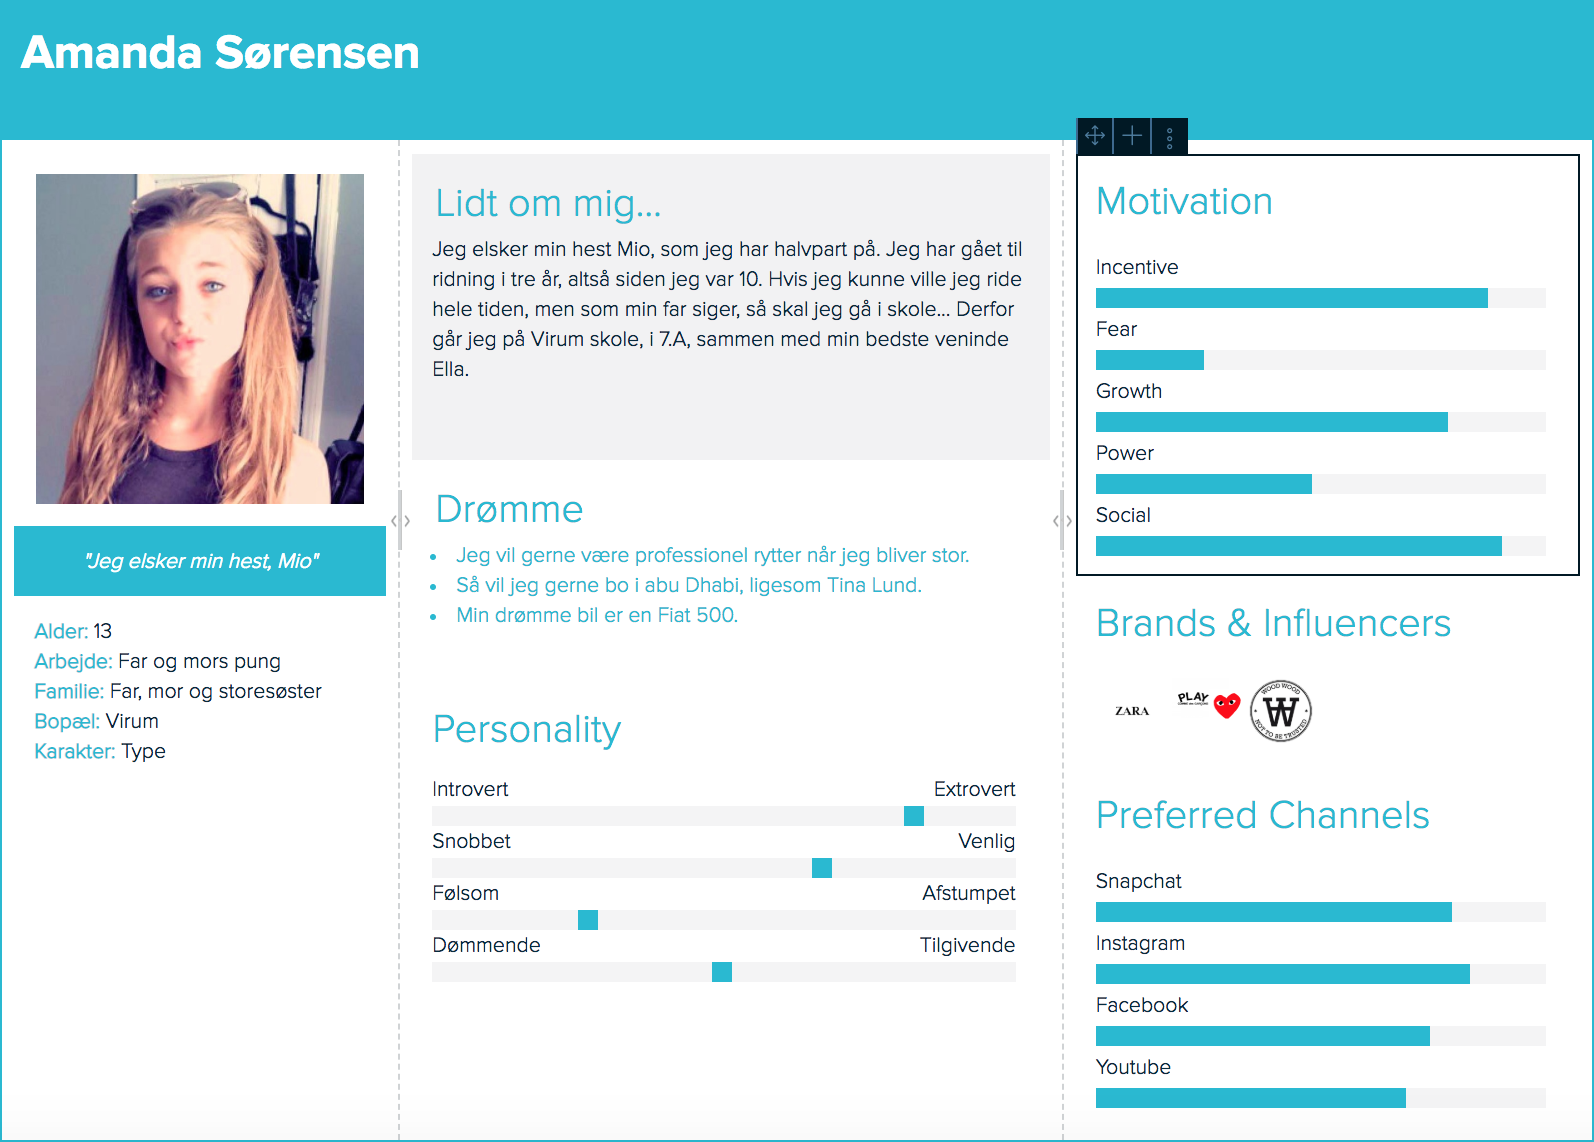 Amanda Sørensen
"Jeg elsker min hest, Mio"
Alder: 13
Arbejde: Far og mors pung
Familie: Far, mor og storesøster
Bopæl: Virum
Karakter: Type
Lidt om mig...
Jeg elsker min hest Mio, som jeg har halvpart på. Jeg har gået til
ridning i tre år, altså siden jeg var 10. Hvis jeg kunne ville jeg ride
hele tiden, men som min far siger, så skal jeg gå i skole... Derfor
går jeg på Virum skole, i 7.A, sammen med min bedste veninde
Ella.
Drømme
Jeg vil gerne være professionel rytter når jeg bliver stor.
Så vil jeg gerne bo i abu Dhabi, ligesom Tina Lund.
Min drømme bil er en Fiat 500.
Personality
Introvert Extrovert
Snobbet Venlig
Følsom Afstumpet
Dømmende Tilgivende
Motivation
Incentive
Fear
Growth
Power
Social
Brands & Influencers
ZARA
PLAY
WOOD WOOD
NOT TO BE TRUSTED
Preferred Channels
Snapchat
Instagram
Facebook
Youtube